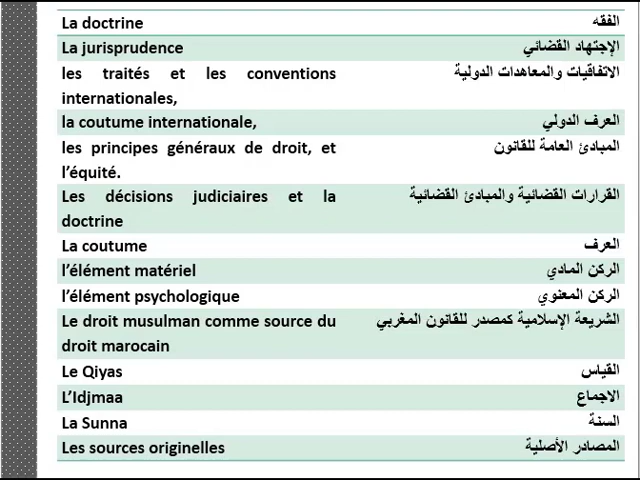 La doctrine الفقه
La jurisprudence الإجتهاد القضائي
les traités et les conventions الاتفاقيات والمعاهدات الدولية
internationales,
la coutume internationale, العرف الدولي
les principes généraux de droit, et المبادئ العامة للقانون
l’équité.
Les décisions judiciaires et la القرارات القضائية والمبادئ القضائية
doctrine
La coutume العرف
l’élément matériel الركن المادي
l’élément psychologique الركن المعنوي
Le droit musulman comme source du الشريعة الإسلامية كمصدر للقانون المغربي
droit marocain
Le Qiyas القياس
L’Idjmaa الاجماع
La Sunna السنة
Les sources originelles المصادر الأصلية